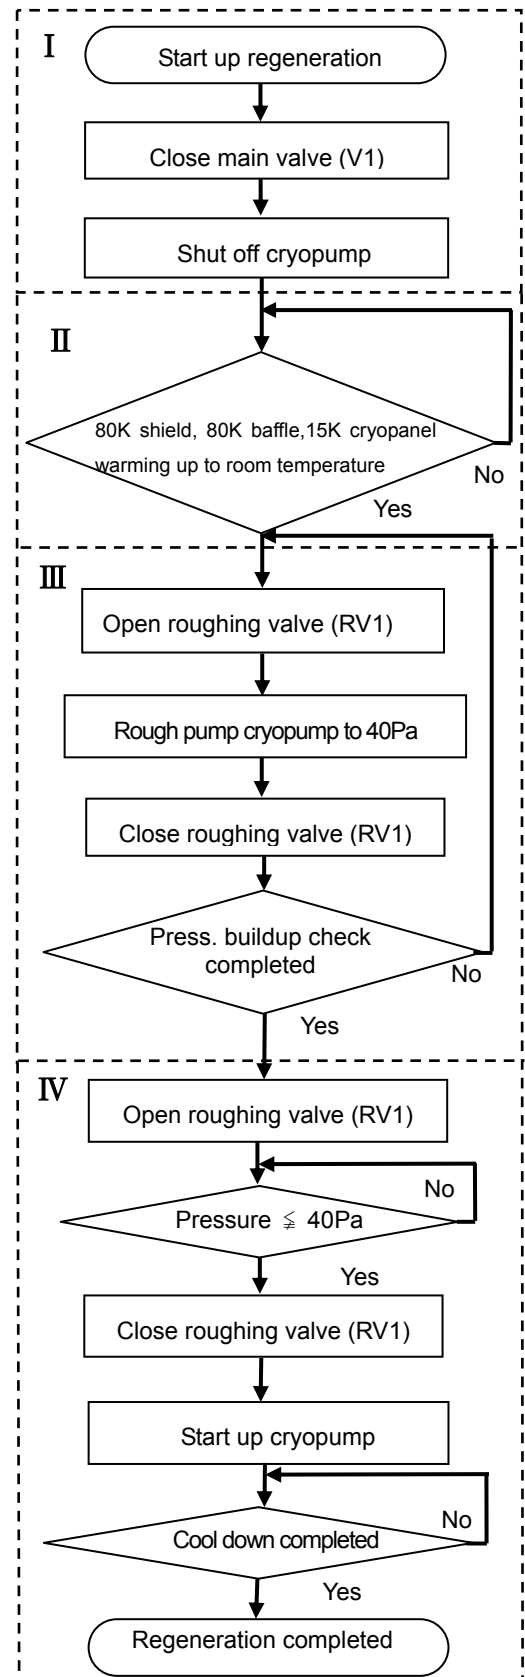 Ⅰ
Start up regeneration
Close main valve (V1)
Shut off cryopump
Ⅱ
80K shield, 80K baffle,15K cryopanel
warming up to room temperature
No
Yes
Ⅲ
Open roughing valve (RV1)
Rough pump cryopump to 40Pa
Close roughing valve (RV1)
Press. buildup check
completed
No
Yes
Ⅳ
Open roughing valve (RV1)
No
Pressure ≦ 40Pa
Yes
Close roughing valve (RV1)
Start up cryopump
No
Cool down completed
Yes
Regeneration completed